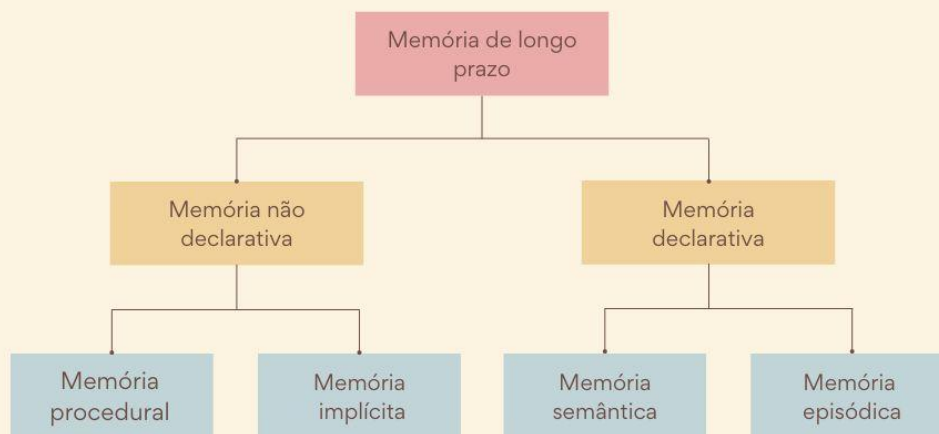 Memória de longo
prazo
Memória não
declarativa
Memória
declarativa
Memória
procedural
Memória
implícita
Memória
semântica
Memória
episódica